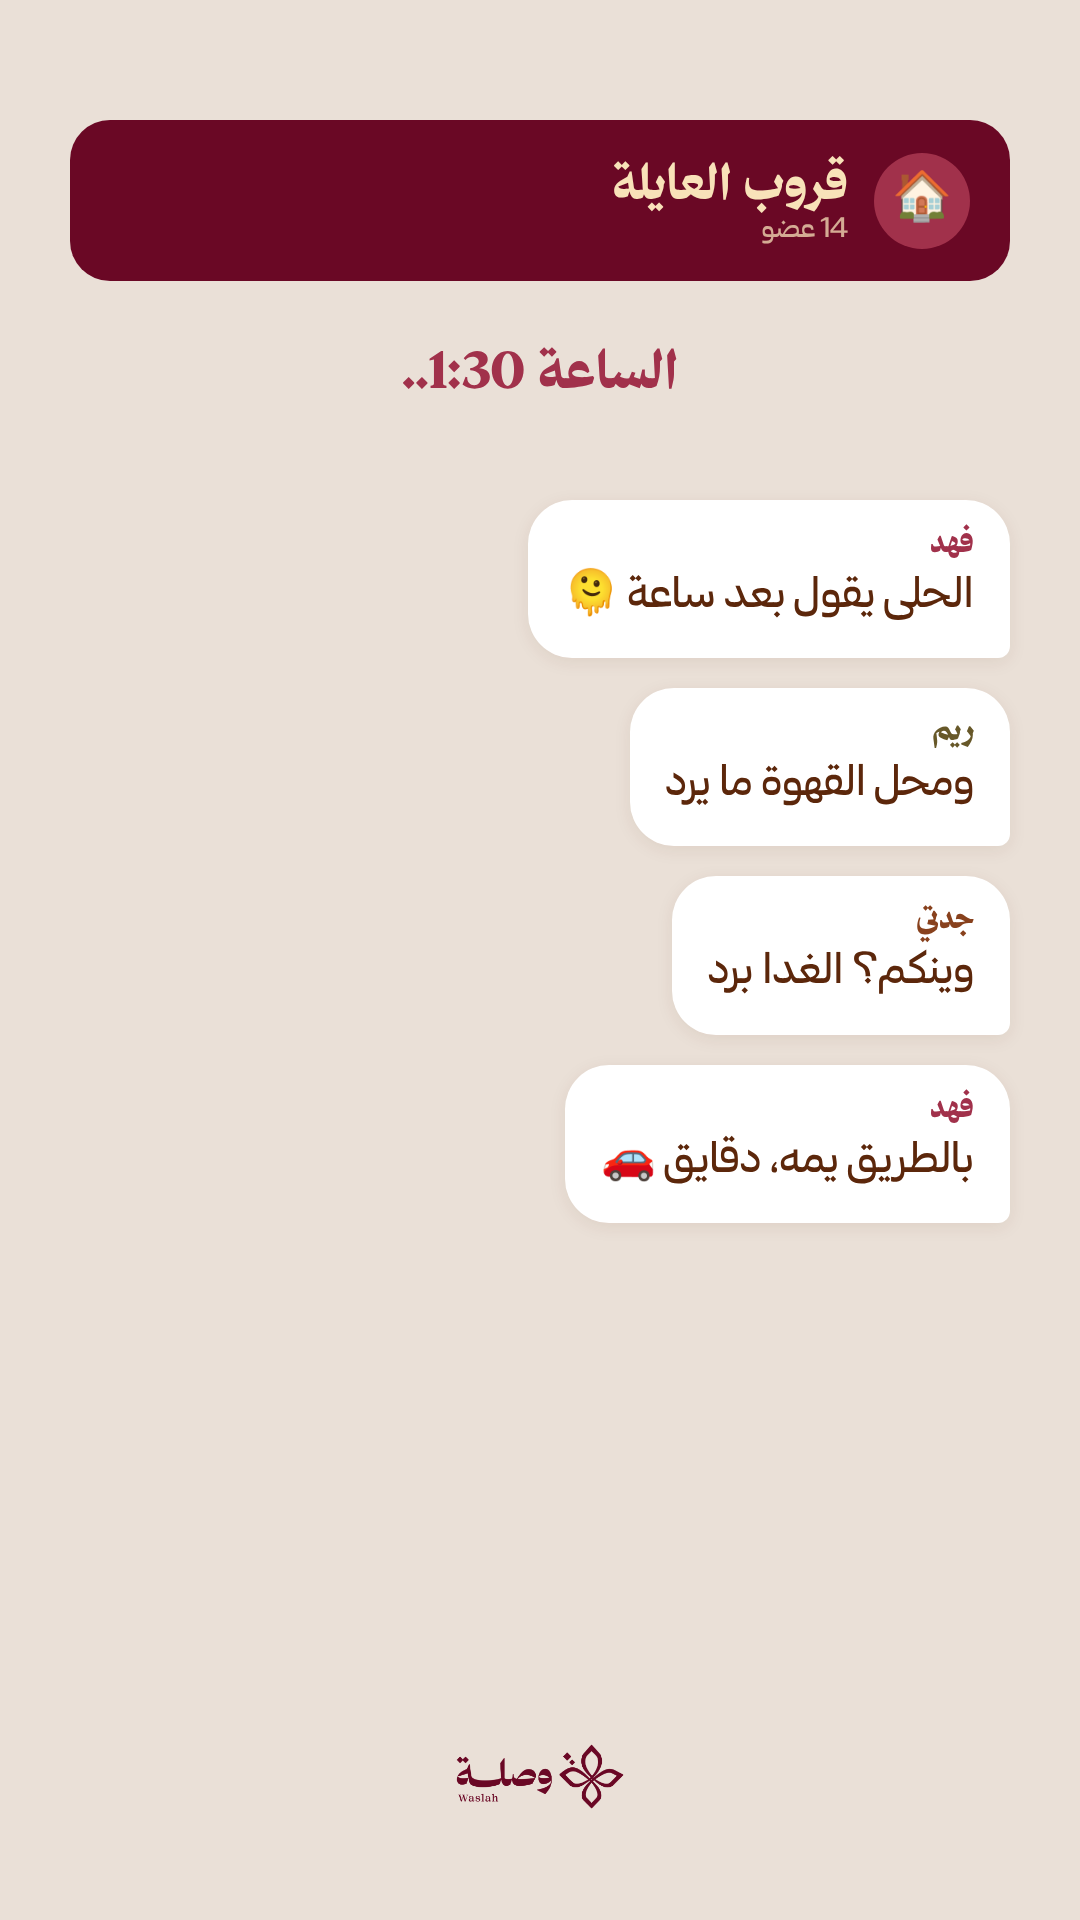 قروب العايلة
14 عضو
الساعة 1:30..
فهد
الحلى يقول بعد ساعة 🫠
ريم
ومحل القهوة ما يرد
جدتي
وينكم؟ الغدا برد
فهد
بالطريق يمه، دقايق 🚗
وصلـة
Waslah